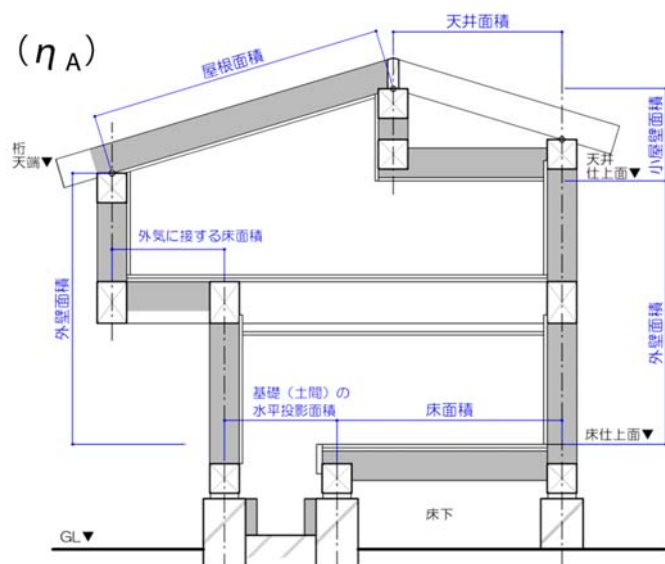 (ηA)
天井面積
屋根面積
桁
天端▼
小屋壁面積
天井
仕上面▼
外気に接する床面積
外壁面積
外壁面積
基礎（土間）の
水平投影面積
床面積
床仕上面▼
床下
GL▼